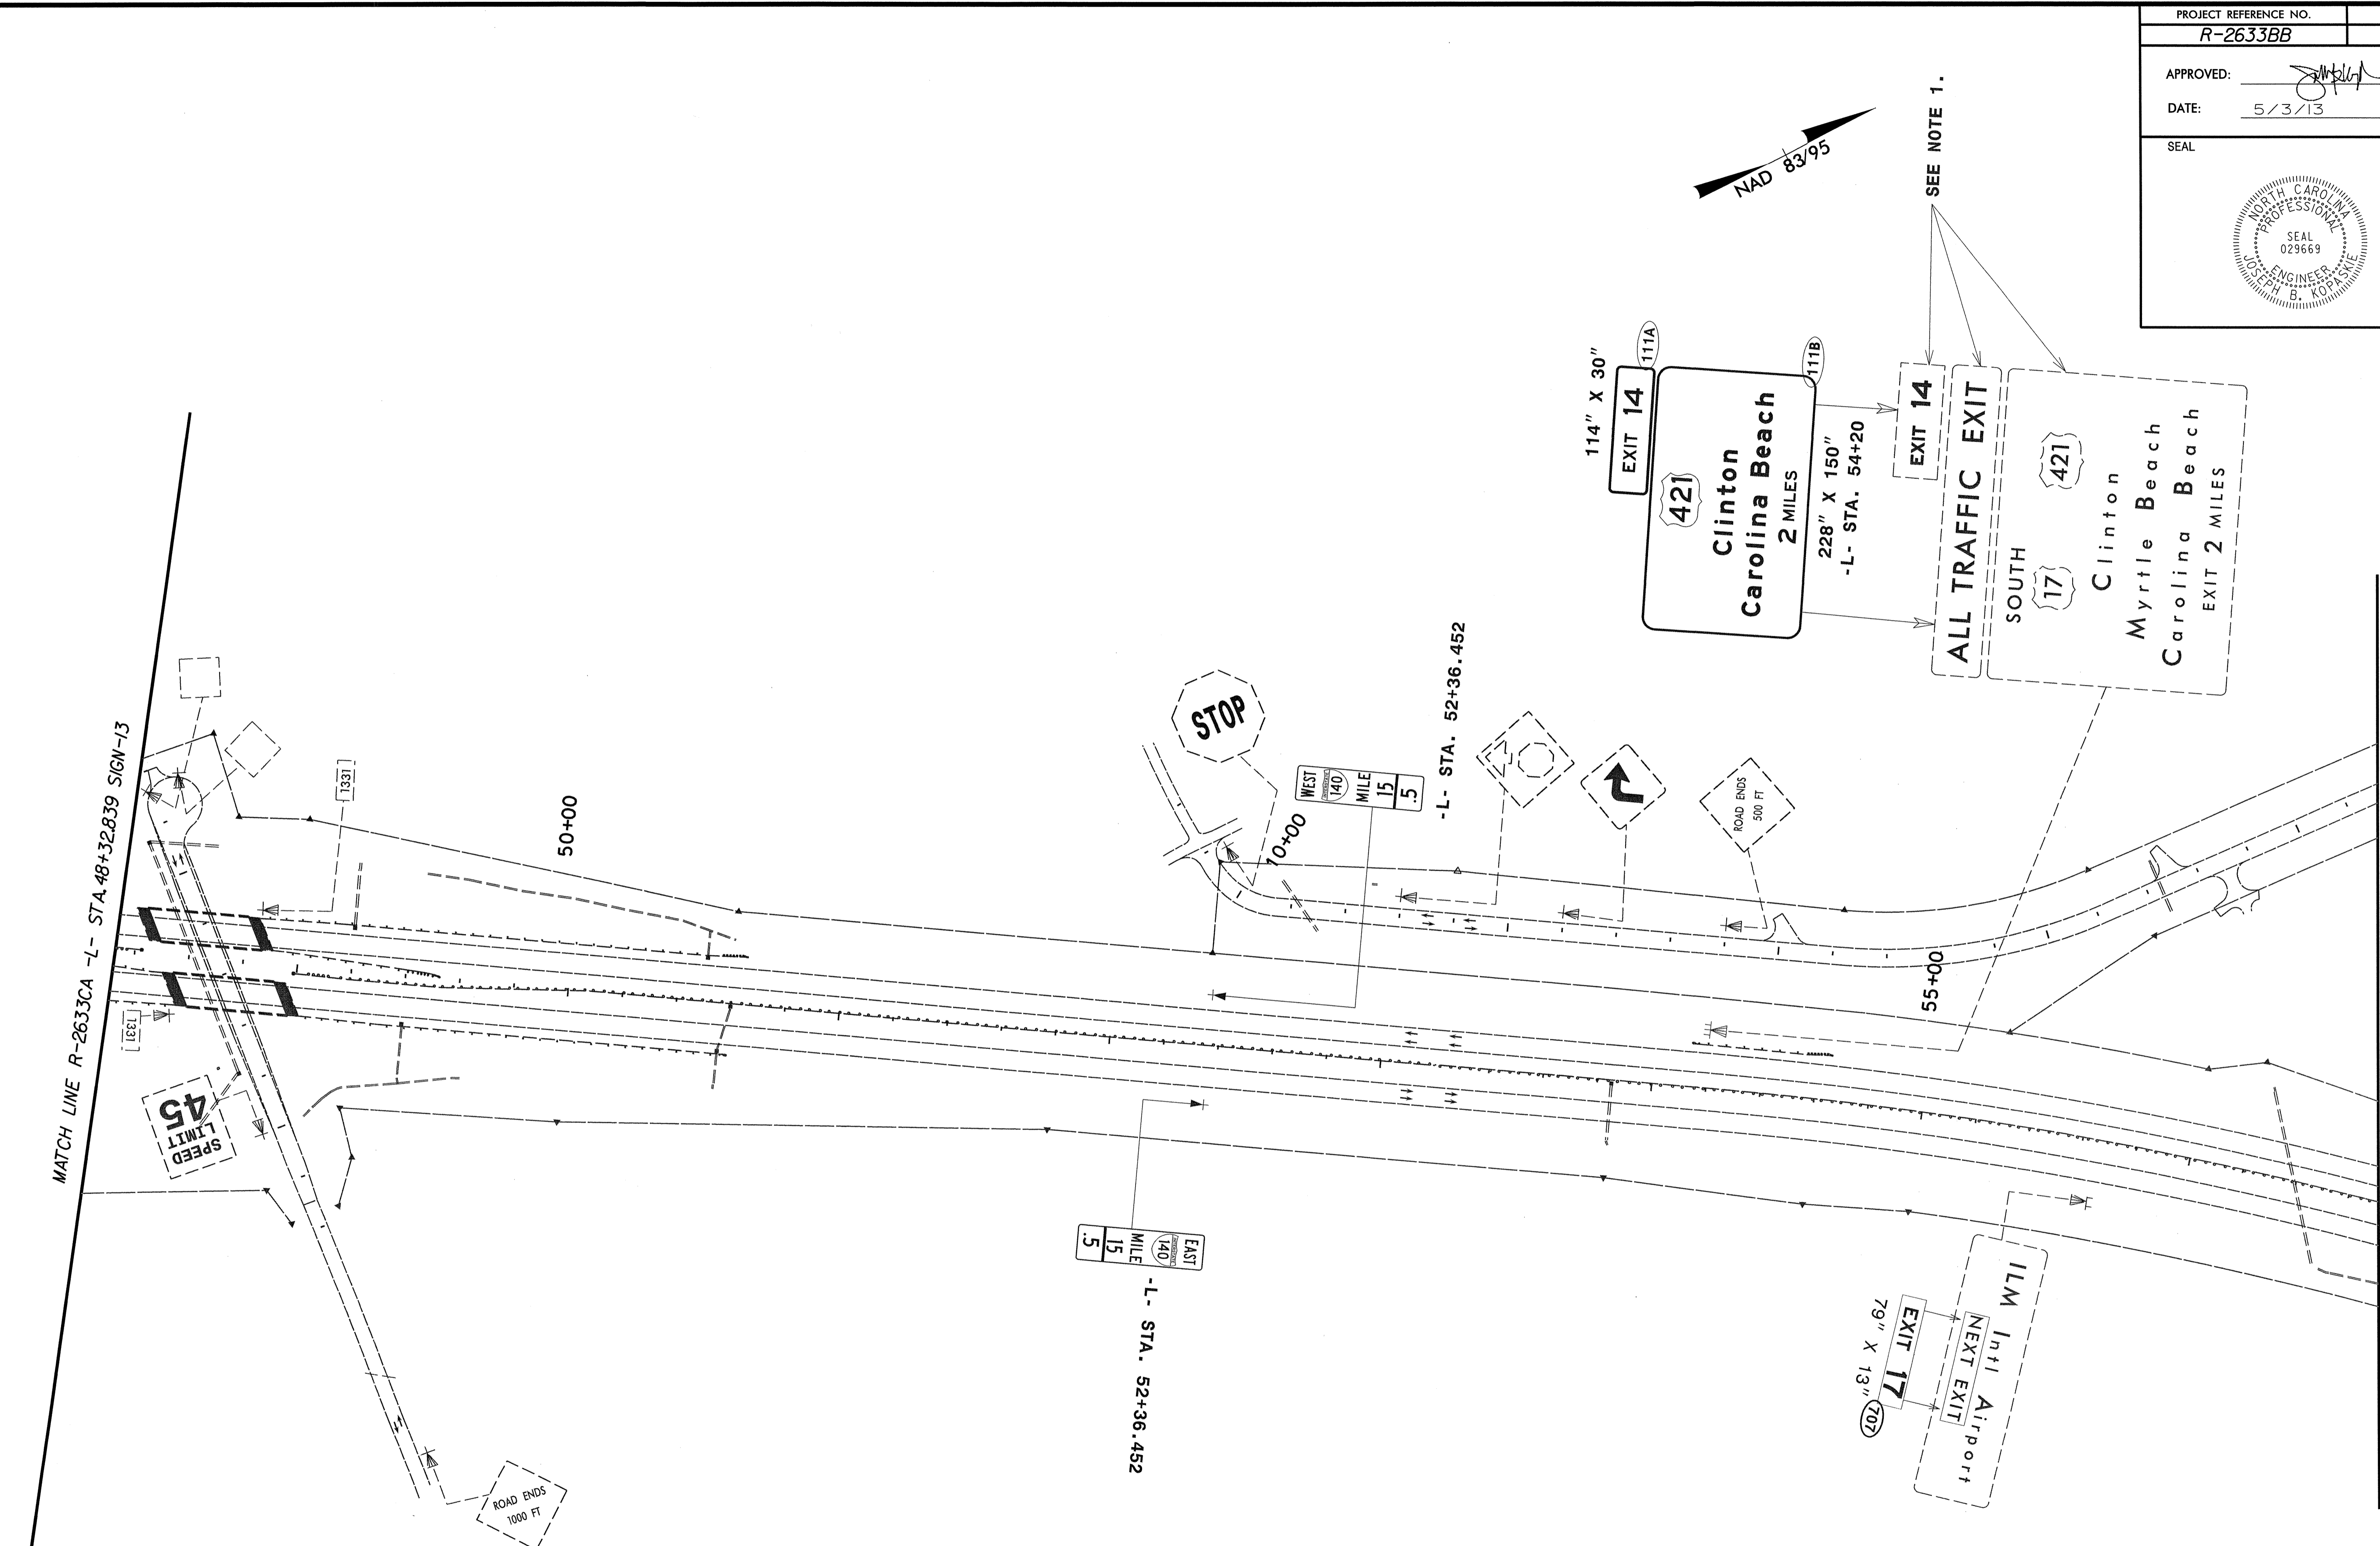 PROJECT REFERENCE NO.
R-2633BB
APPROVED:
DATE: 5/3/13
SEAL
NORTH CAROLINA
PROFESSIONAL
SEAL
029669
ENGINEER
JOSEPH B. KOPASKIE
NAD 83/95
SEE NOTE 1.
114" X 30"
EXIT 14
111A
421
Clinton
Carolina Beach
2 MILES
111B
228" X 150"
-L- STA. 54+20
EXIT 14
ALL TRAFFIC EXIT
SOUTH
17
421
Clinton
Myrtle Beach
Carolina Beach
EXIT 2 MILES
MATCH LINE R-2633CA -L- STA.48+32.839 SIGN-13
1331
50+00
STOP
10+00
WEST
140
MILE
15
.5
-L- STA. 52+36.452
ROAD ENDS
500 FT
55+00
1331
SPEED
LIMIT
45
EAST
140
MILE
15
.5
-L- STA. 52+36.452
ROAD ENDS
1000 FT
ILM Intl Airport
NEXT EXIT
EXIT 17
79" X 13"
707